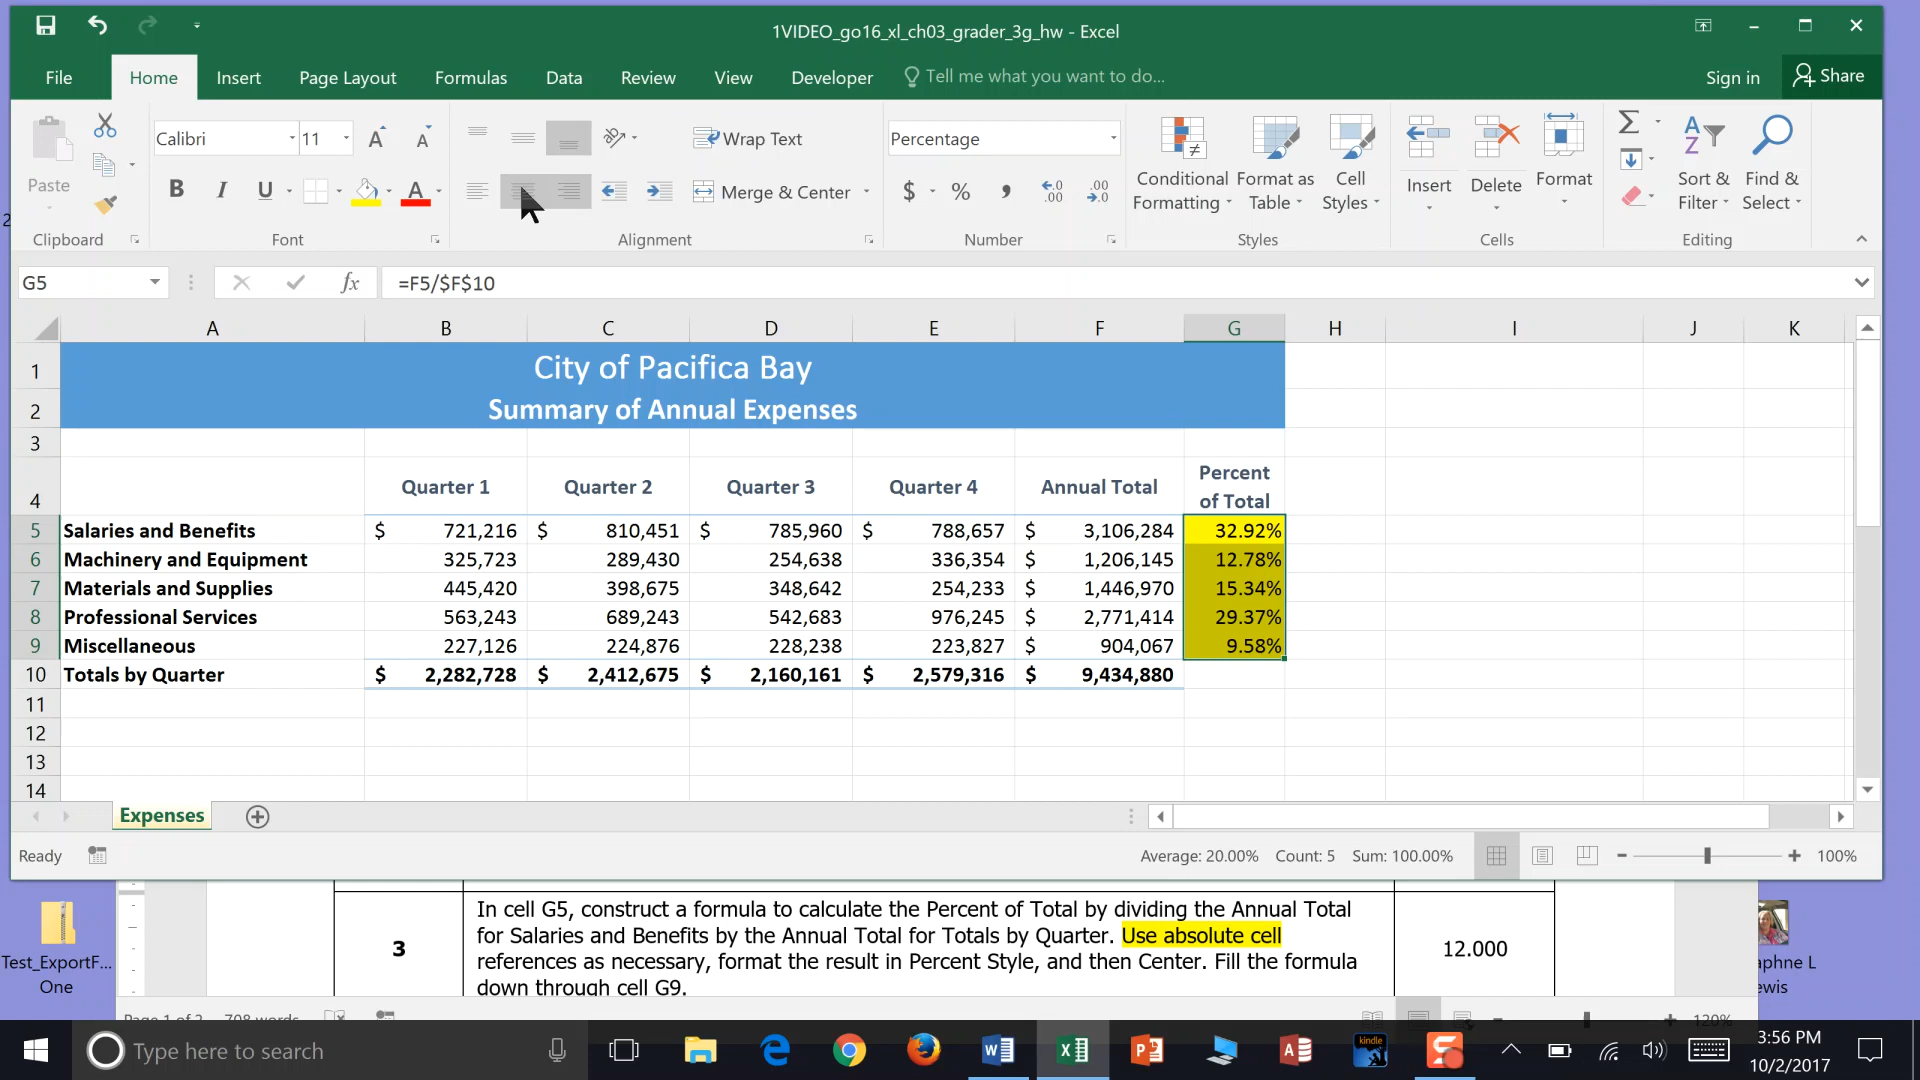 1VIDEO_go16_xl_ch03_grader_3g_hw - Excel
File Home Insert Page Layout Formulas Data Review View Developer Tell me what you want to do... Sign in Share
Paste
Clipboard
Calibri 11
B I U A
Font
Wrap Text
Merge & Center
Alignment
Percentage
$ % , .00 .00
Number
Conditional Formatting
Format as Table
Cell Styles
Styles
Insert Delete Format
Cells
Sort & Filter
Find & Select
Editing
G5 fx =F5/$F$10
A B C D E F G H I J K
1 City of Pacifica Bay
2 Summary of Annual Expenses
3
4 Quarter 1 Quarter 2 Quarter 3 Quarter 4 Annual Total Percent of Total
5 Salaries and Benefits $ 721,216 $ 810,451 $ 785,960 $ 788,657 $ 3,106,284 32.92%
6 Machinery and Equipment 325,723 289,430 254,638 336,354 $ 1,206,145 12.78%
7 Materials and Supplies 445,420 398,675 348,642 254,233 $ 1,446,970 15.34%
8 Professional Services 563,243 689,243 542,683 976,245 $ 2,771,414 29.37%
9 Miscellaneous 227,126 224,876 228,238 223,827 $ 904,067 9.58%
10 Totals by Quarter $ 2,282,728 $ 2,412,675 $ 2,160,161 $ 2,579,316 $ 9,434,880
11
12
13
14
Expenses
Ready Average: 20.00% Count: 5 Sum: 100.00% 100%
3
In cell G5, construct a formula to calculate the Percent of Total by dividing the Annual Total
for Salaries and Benefits by the Annual Total for Totals by Quarter. Use absolute cell
references as necessary, format the result in Percent Style, and then Center. Fill the formula
down through cell G9.
12.000
Test_ExportF...
One
aphne L
ewis
708 words 120%
Type here to search
kindle
3:56 PM
10/2/2017